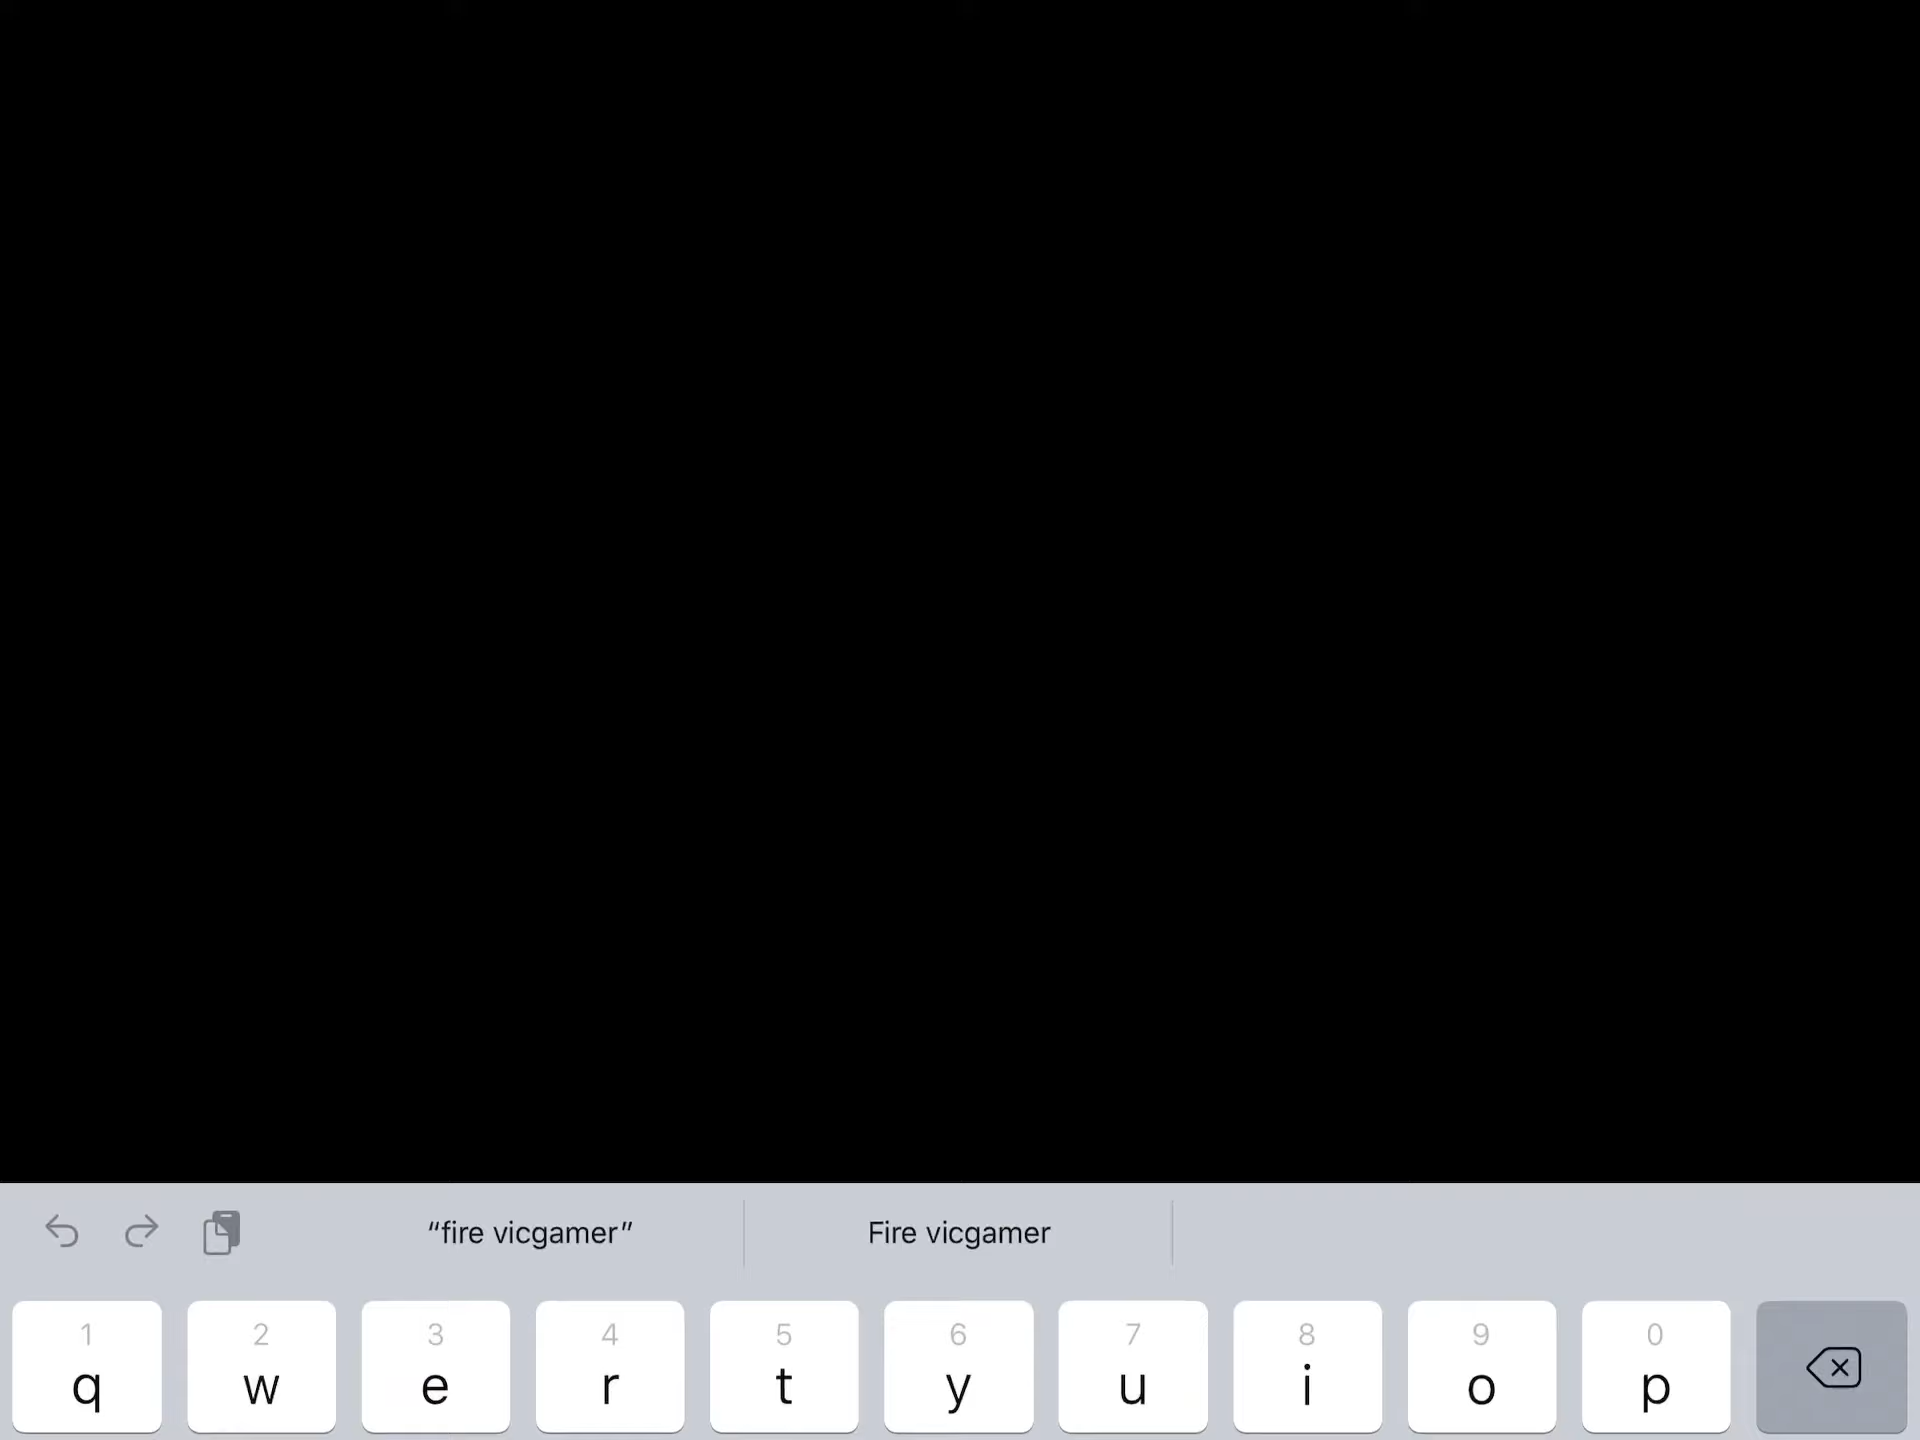 “fire vicgamer” Fire vicgamer
1 2 3 4 5 6 7 8 9 0
q w e r t y u i o p